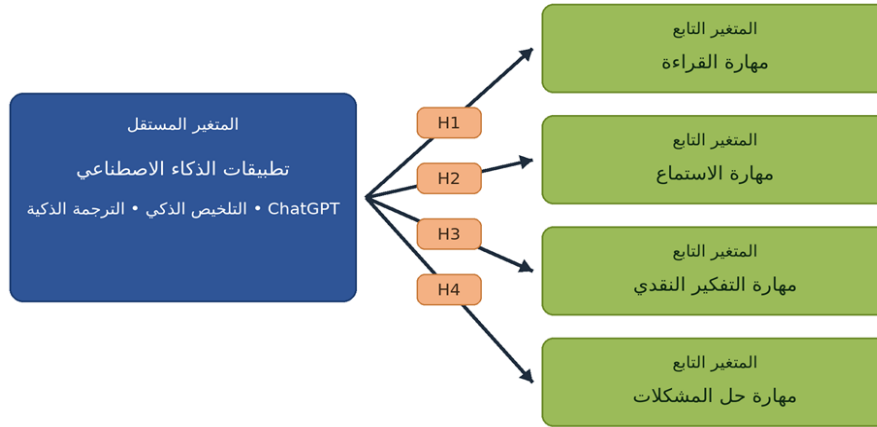 المتغير المستقل
تطبيقات الذكاء الاصطناعي
ChatGPT • التلخيص الذكي • الترجمة الذكية
H1
H2
H3
H4
المتغير التابع
مهارة القراءة
المتغير التابع
مهارة الاستماع
المتغير التابع
مهارة التفكير النقدي
المتغير التابع
مهارة حل المشكلات